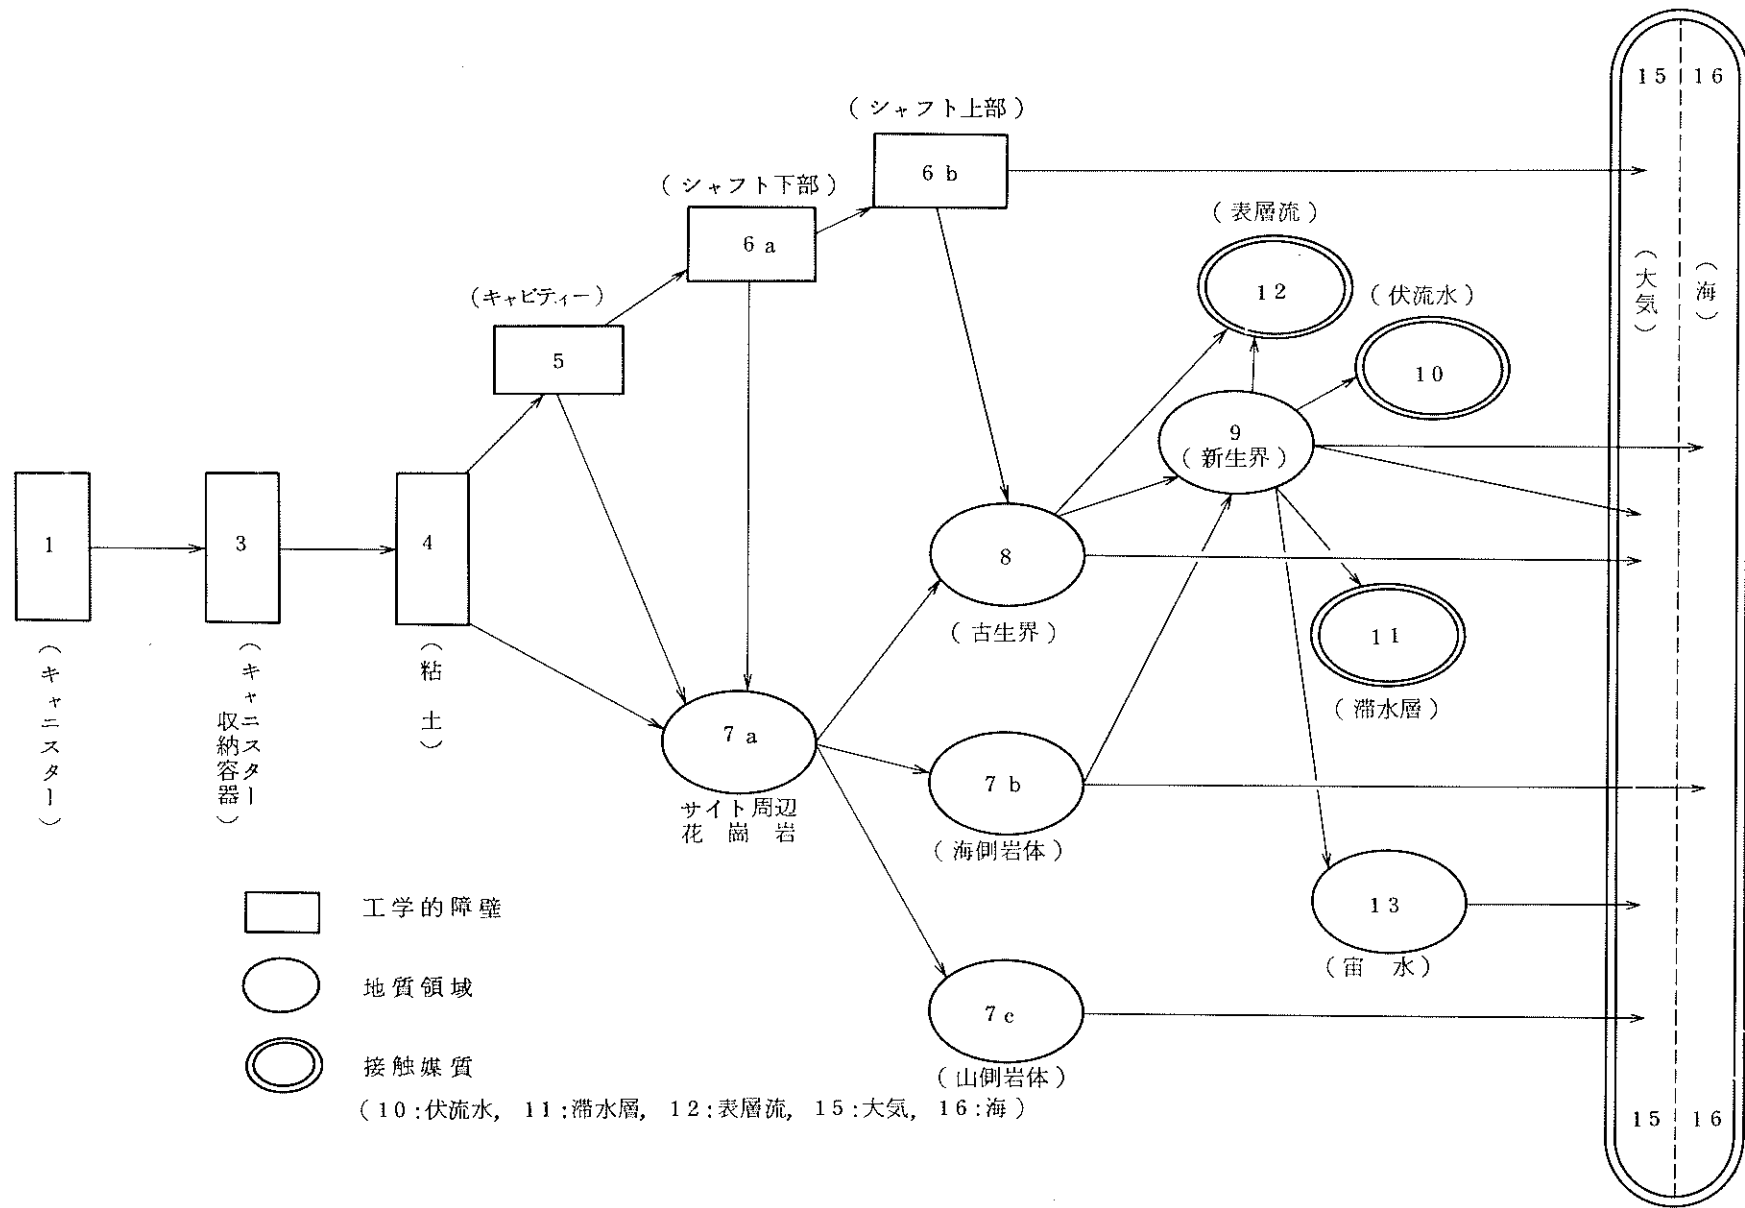 15 16
(シャフト上部)
6 b
(シャフト下部)
6 a
(表層流)
12
(大気)
(海)
(キャビティー)
5
(伏流水)
10
9
(新生界)
1
3
4
8
(古生界)
11
(滞水層)
(キャニスター)
(キャニスター
収納容器)
(粘 土)
7 a
サイト周辺
花 崗 岩
7 b
(海側岩体)
13
(宙 水)
7 c
(山側岩体)
工学的障壁
地質領域
接触媒質
(10:伏流水, 11:滞水層, 12:表層流, 15:大気, 16:海)
15 16